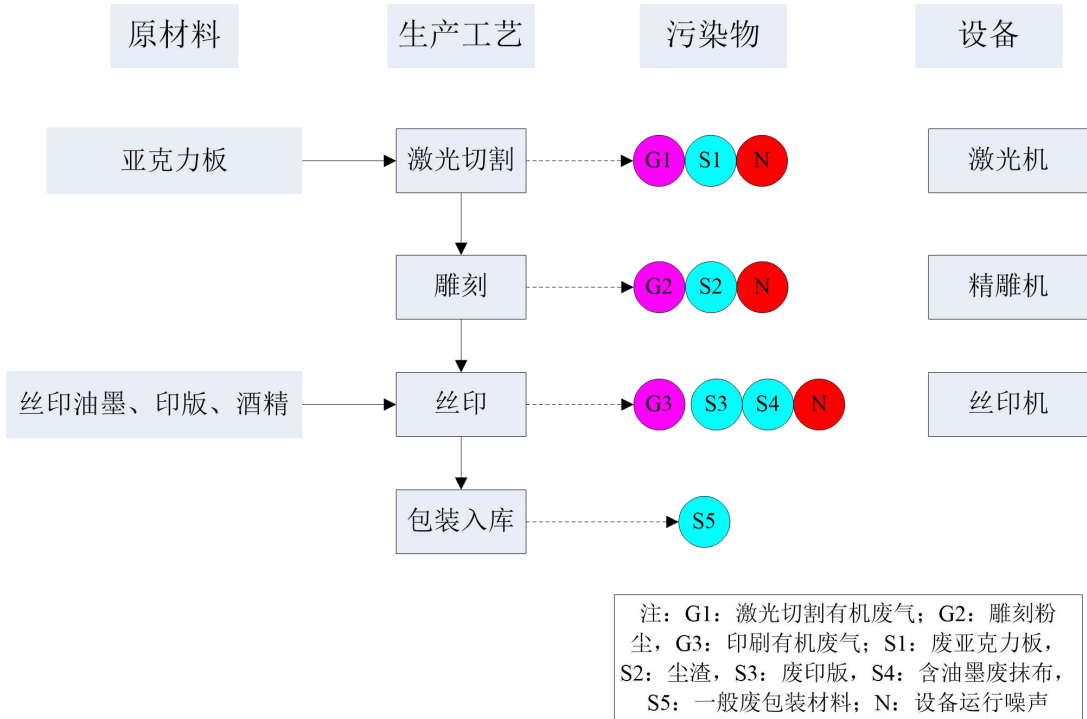 原材料 生产工艺 污染物 设备
亚克力板 激光切割 G1 S1 N 激光机
雕刻 G2 S2 N 精雕机
丝印油墨、印版、酒精 丝印 G3 S3 S4 N 丝印机
包装入库 S5
注：G1：激光切割有机废气；G2：雕刻粉
尘，G3：印刷有机废气；S1：废亚克力板，
S2：尘渣，S3：废印版，S4：含油墨废抹布，
S5：一般废包装材料；N：设备运行噪声